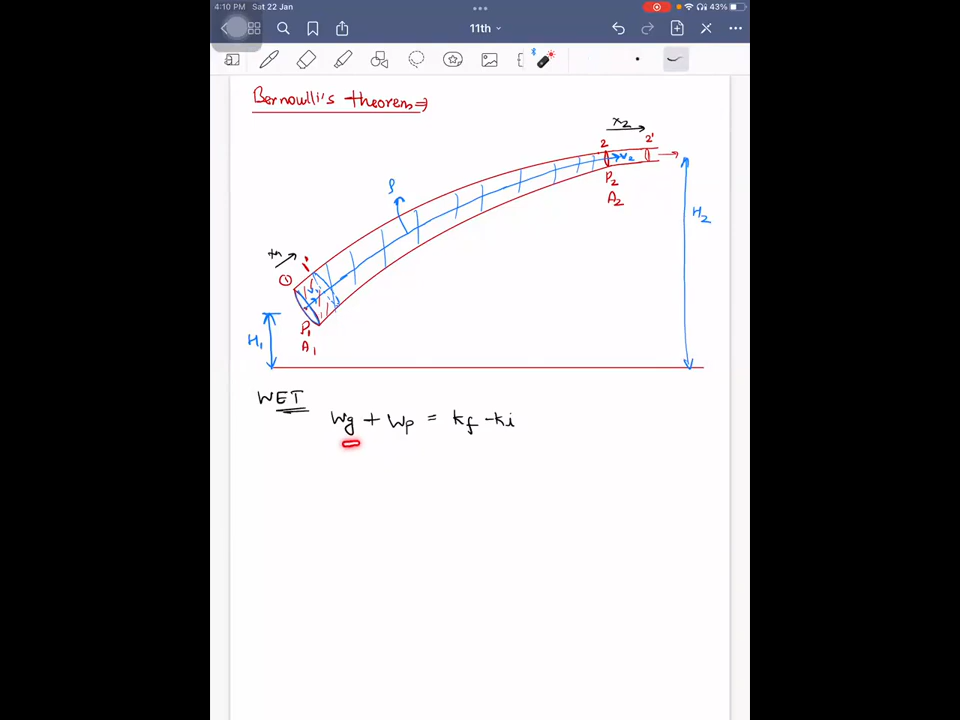 4:10 PM Sat 22 Jan
43%
11th
Bernoulli's theorem ⇒
x2
2 2'
v2
P2
A2
ρ
H2
1'
①
P1
A1
H1
WET
Wg + Wp = kf - ki